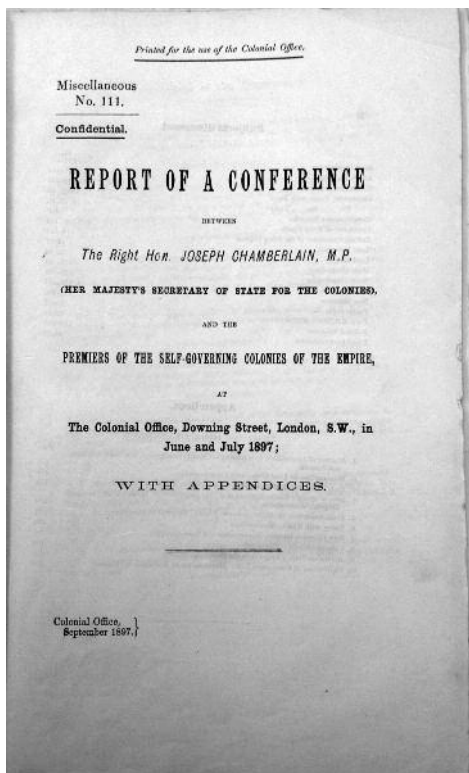 Printed for the use of the Colonial Office.
Miscellaneous
No. 111.
Confidential.
REPORT OF A CONFERENCE
BETWEEN
The Right Hon. JOSEPH CHAMBERLAIN, M.P.
(HER MAJESTY'S SECRETARY OF STATE FOR THE COLONIES),
AND THE
PREMIERS OF THE SELF-GOVERNING COLONIES OF THE EMPIRE,
AT
The Colonial Office, Downing Street, London, S.W., in
June and July 1897;
WITH APPENDICES.
Colonial Office,
September 1897.}